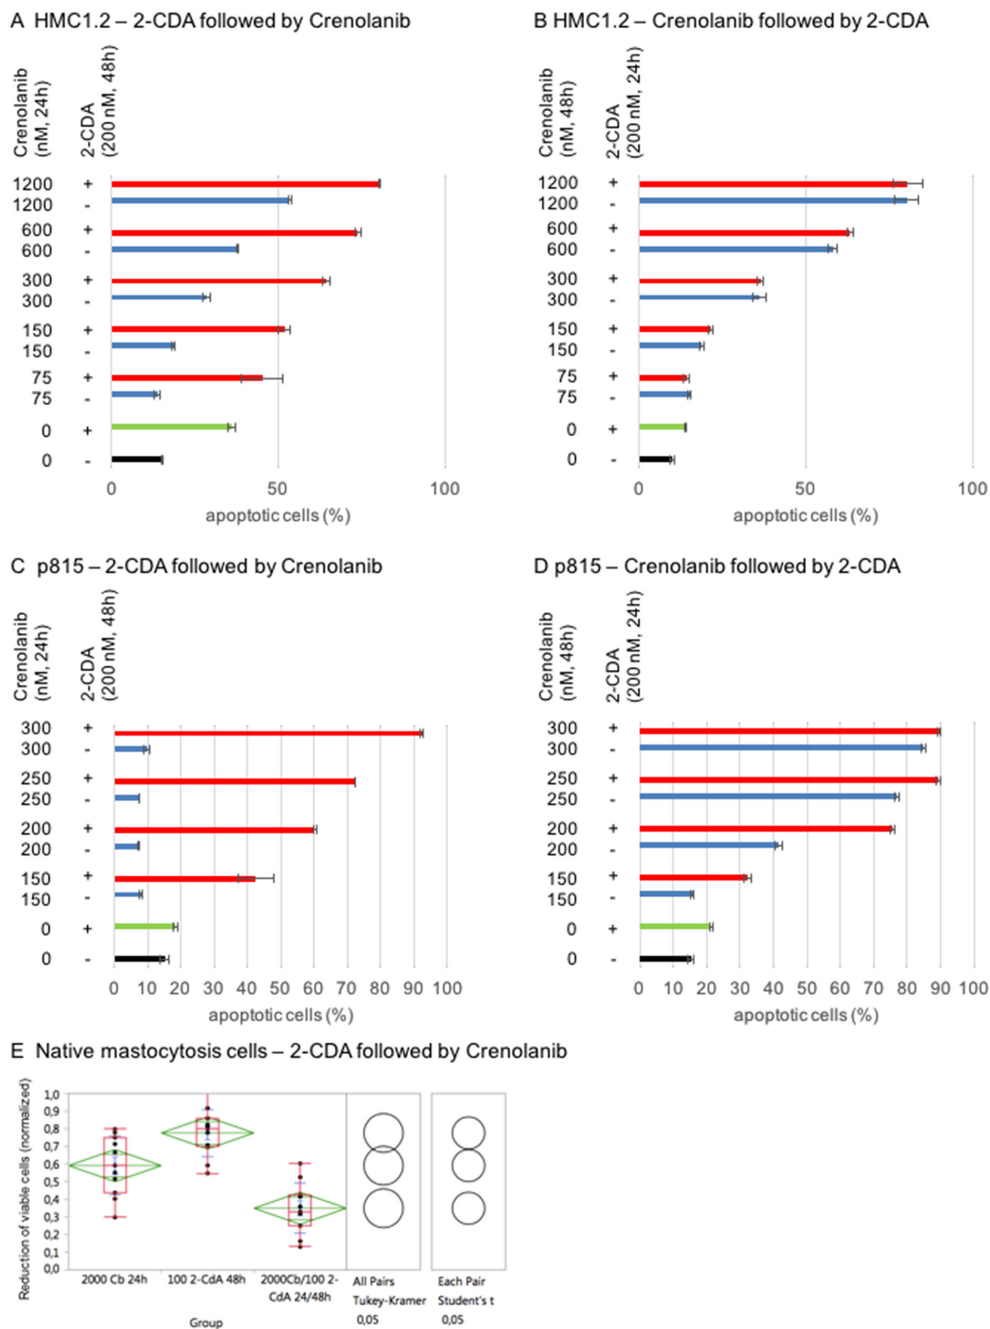 A HMC1.2 – 2-CDA followed by Crenolanib
Crenolanib
(nM, 24h)
2-CDA
(200 nM, 48h)
1200 +
1200 -
600 +
600 -
300 +
300 -
150 +
150 -
75 +
75 -
0 +
0 -
0 50 100
apoptotic cells (%)
B HMC1.2 – Crenolanib followed by 2-CDA
Crenolanib
(nM, 48h)
2-CDA
(200 nM, 24h)
1200 +
1200 -
600 +
600 -
300 +
300 -
150 +
150 -
75 +
75 -
0 +
0 -
0 50 100
apoptotic cells (%)
C p815 – 2-CDA followed by Crenolanib
Crenolanib
(nM, 24h)
2-CDA
(200 nM, 48h)
300 +
300 -
250 +
250 -
200 +
200 -
150 +
150 -
0 +
0 -
0 10 20 30 40 50 60 70 80 90 100
apoptotic cells (%)
D p815 – Crenolanib followed by 2-CDA
Crenolanib
(nM, 48h)
2-CDA
(200 nM, 24h)
300 +
300 -
250 +
250 -
200 +
200 -
150 +
150 -
0 +
0 -
0 10 20 30 40 50 60 70 80 90 100
apoptotic cells (%)
E Native mastocytosis cells – 2-CDA followed by Crenolanib
Reduction of viable cells (normalized)
1,0
0,9
0,8
0,7
0,6
0,5
0,4
0,3
0,2
0,1
0,0
2000 Cb 24h
100 2-CdA 48h
2000Cb/100 2-
CdA 24/48h
Group
All Pairs
Tukey-Kramer
0,05
Each Pair
Student's t
0,05